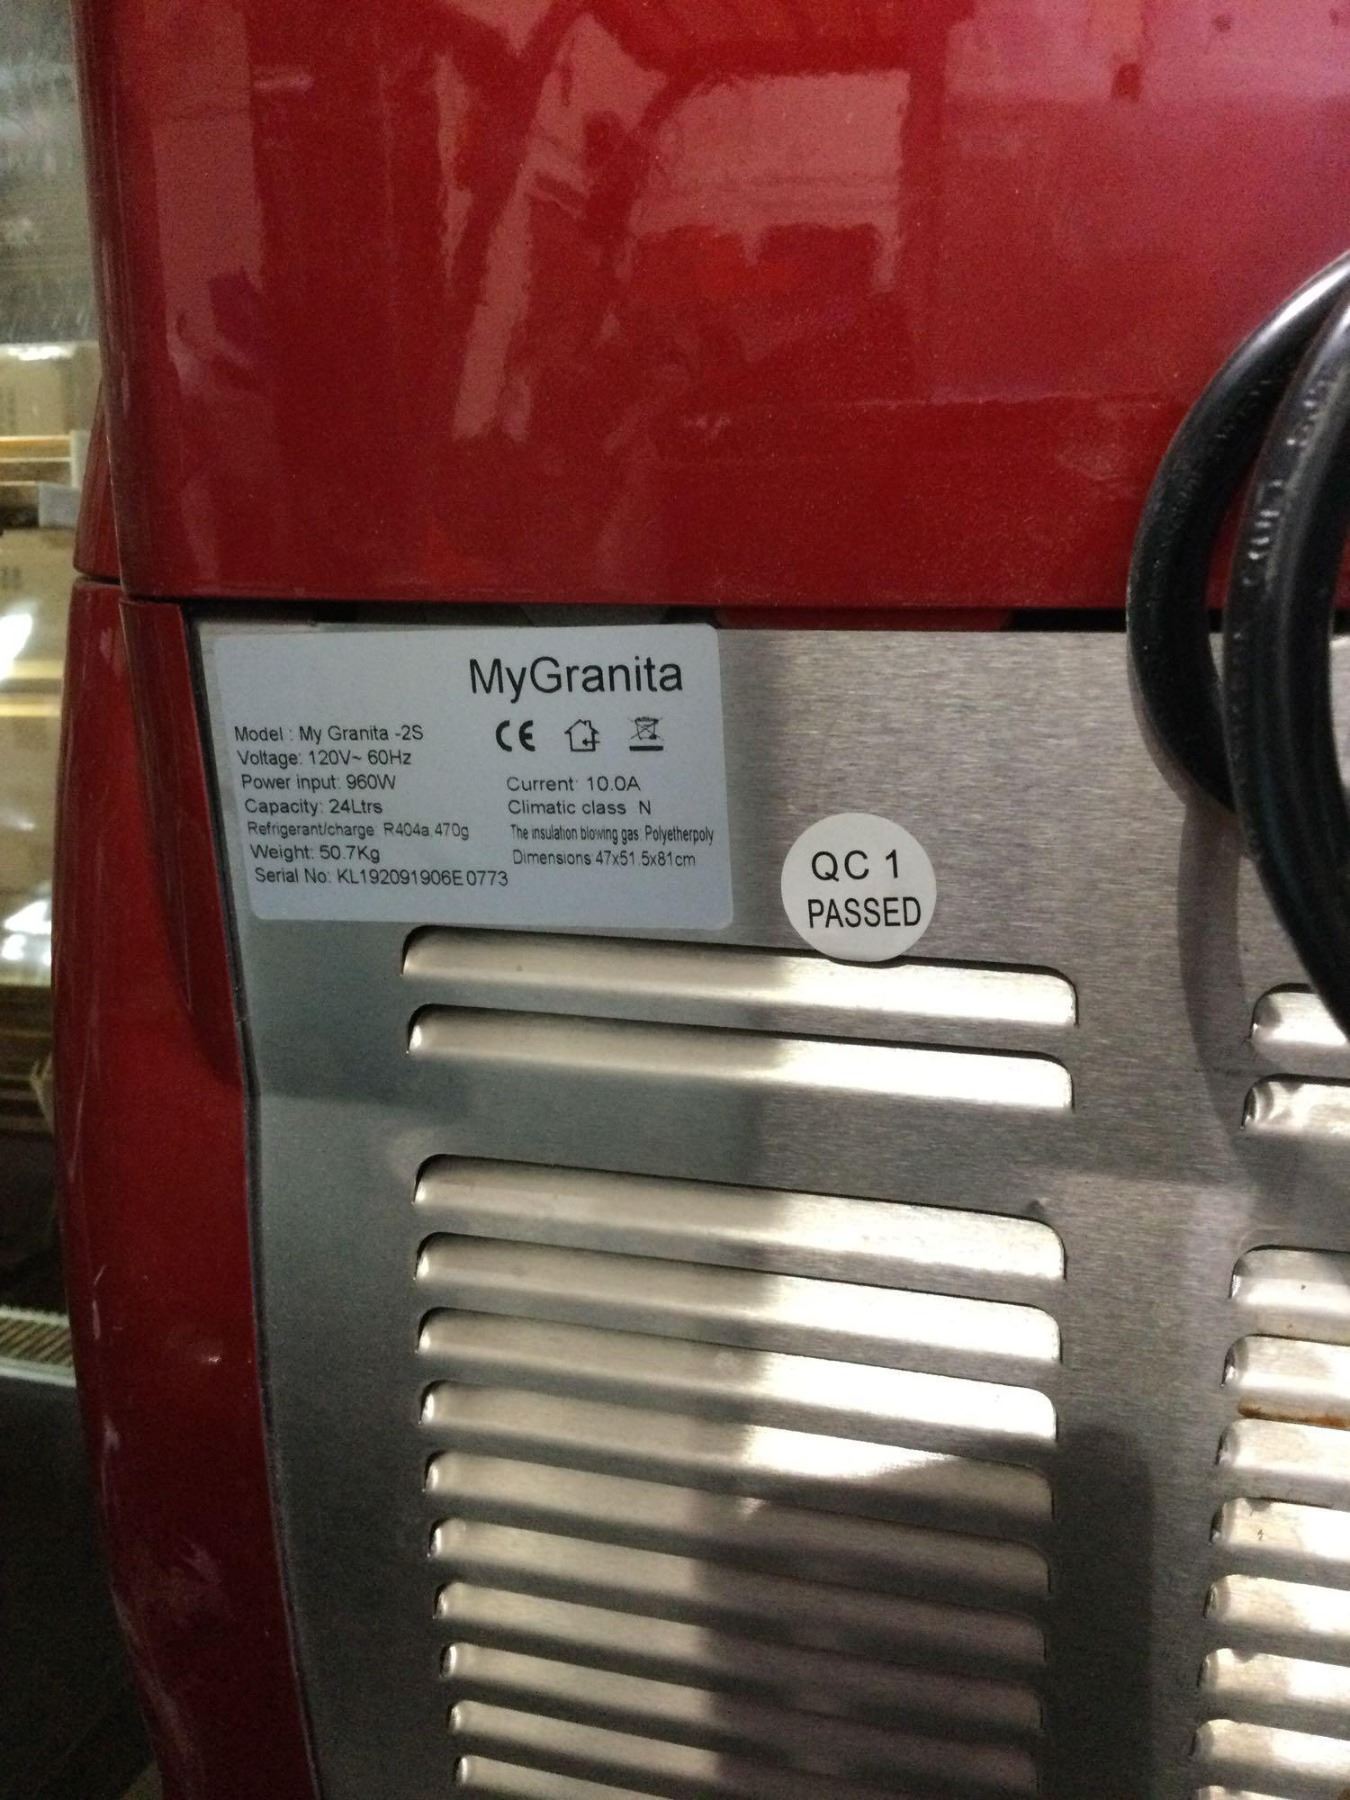 MyGranita
Model : My Granita -2S
CE
Voltage: 120V~ 60Hz
Power input: 960W
Current: 10.0A
Capacity: 24Ltrs
Climatic class N
Refrigerant/charge R404a, 470g
The insulation blowing gas. Polyetherpoly
Weight: 50.7Kg
Dimensions 47x51.5x81cm
Serial No: KL192091906E0773
QC 1
PASSED